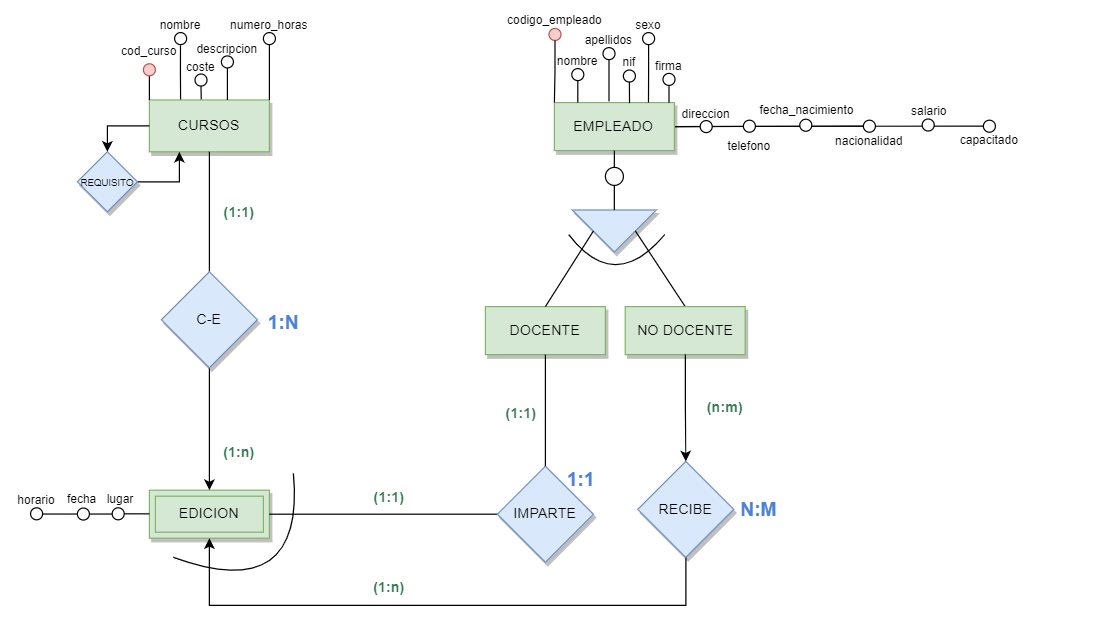 nombre
numero_horas
cod_curso
descripcion
coste
CURSOS
REQUISITO
(1:1)
C-E
1:N
(1:n)
horario
fecha
lugar
EDICION
(1:1)
(1:n)
codigo_empleado
sexo
apellidos
nombre
nif
firma
EMPLEADO
direccion
telefono
fecha_nacimiento
nacionalidad
salario
capacitado
DOCENTE
NO DOCENTE
(1:1)
(n:m)
1:1
IMPARTE
RECIBE
N:M